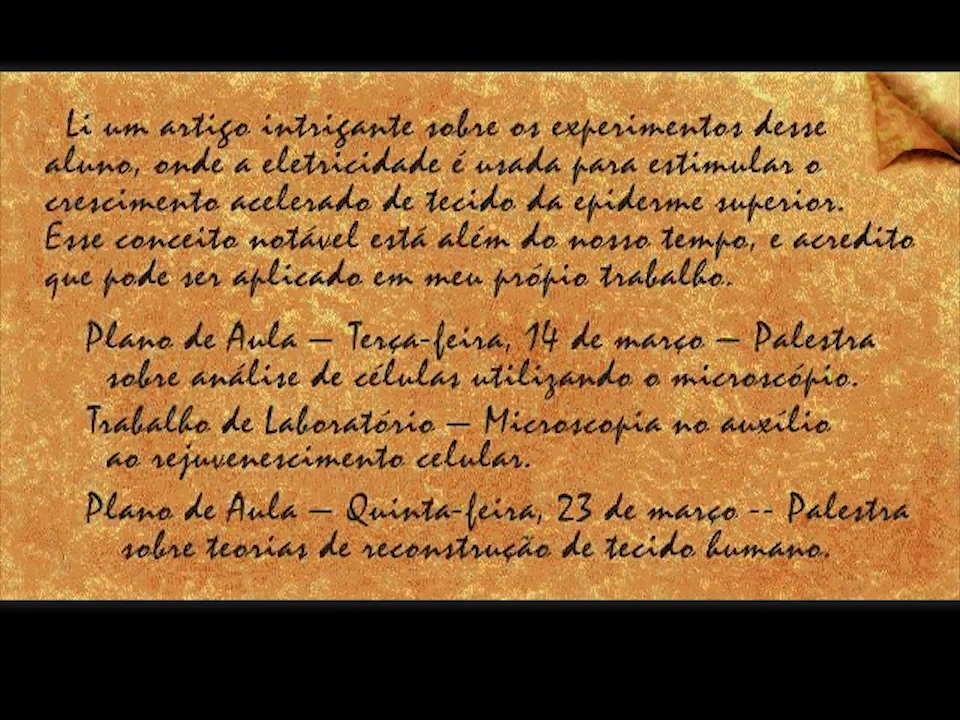 Li um artigo intrigante sobre os experimentos desse
aluno, onde a eletricidade é usada para estimular o
crescimento acelerado de tecido da epiderme superior.
Esse conceito notável está além do nosso tempo, e acredito
que pode ser aplicado em meu própio trabalho.
Plano de Aula – Terça-feira, 14 de março – Palestra
sobre análise de células utilizando o microscópio.
Trabalho de Laboratório – Microscopia no auxílio
ao rejuvenescimento celular.
Plano de Aula – Quinta-feira, 23 de março -- Palestra
sobre teorias de reconstrução de tecido humano.